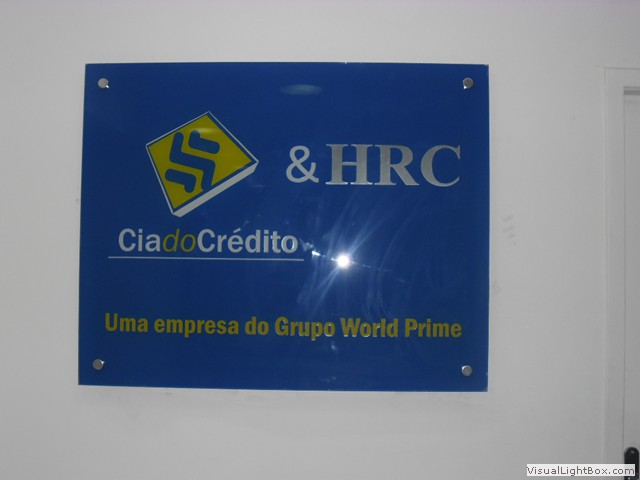 & HRC
CiadoCrédito
Uma empresa do Grupo World Prime
VisualLightBox.com